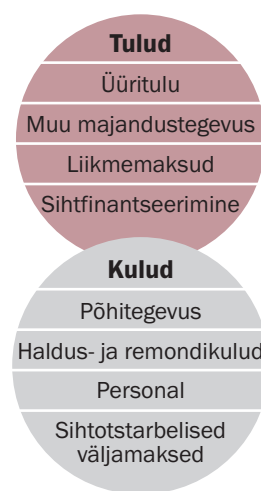 Tulud
Üüritulu
Muu majandustegevus
Liikmemaksud
Sihtfinantseerimine
Kulud
Põhitegevus
Haldus- ja remondikulud
Personal
Sihtotstarbelised
väljamaksed